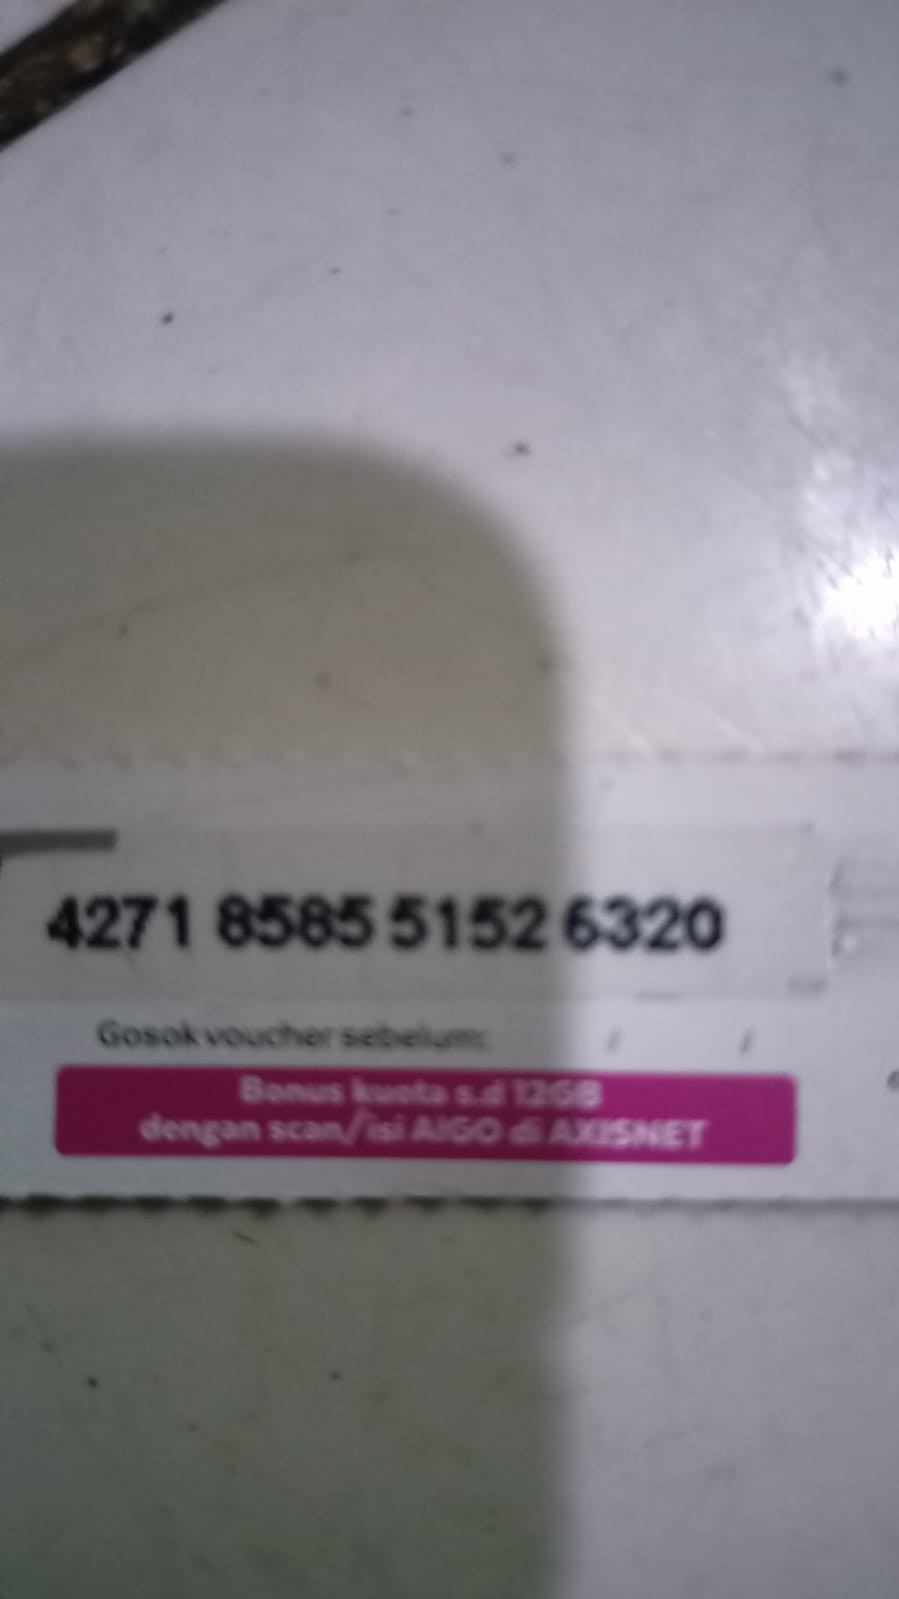 4271 8585 5152 6320
Gosok voucher sebelum: / /
Bonus kuota s.d 12GB
dengan scan/isi AIGO di AXISNET